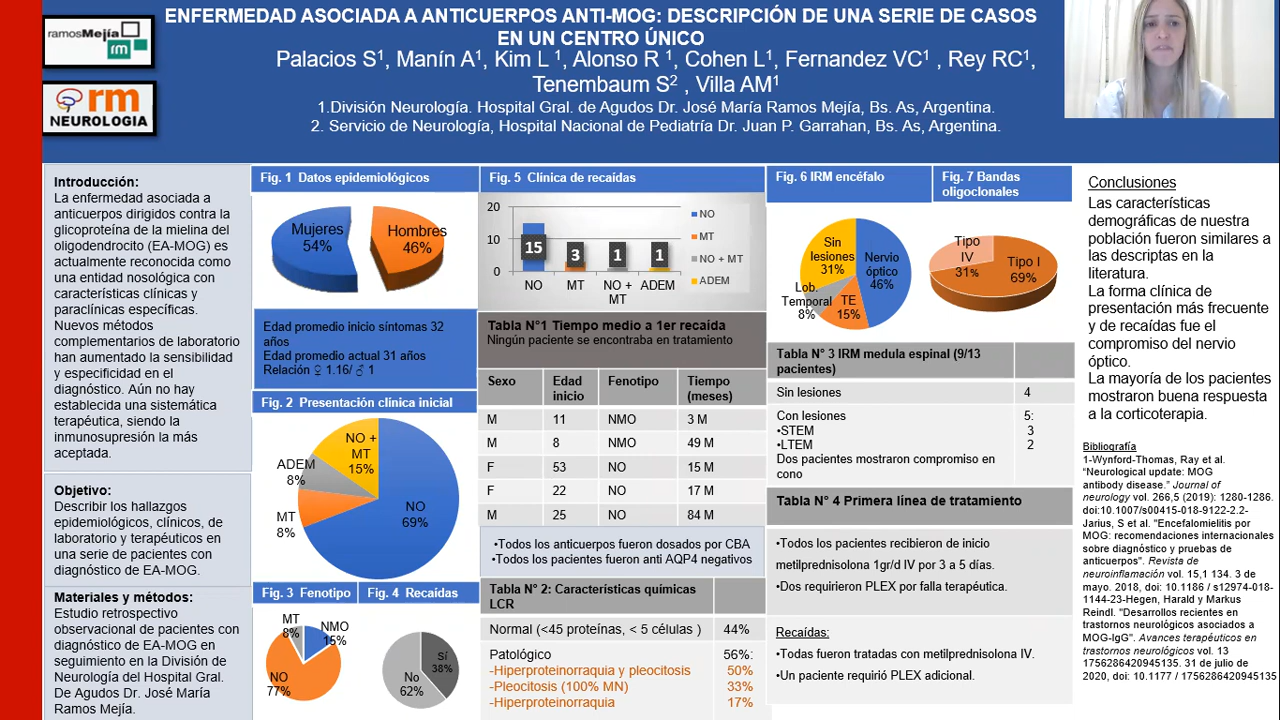 ENFERMEDAD ASOCIADA A ANTICUERPOS ANTI-MOG: DESCRIPCIÓN DE UNA SERIE DE CASOS
EN UN CENTRO ÚNICO
Palacios S¹, Manín A¹, Kim L ¹, Alonso R ¹, Cohen L¹, Fernandez VC¹ , Rey RC¹,
Tenembaum S² , Villa AM¹
1.División Neurología. Hospital Gral. de Agudos Dr. José María Ramos Mejía, Bs. As, Argentina.
2. Servicio de Neurología, Hospital Nacional de Pediatría Dr. Juan P. Garrahan, Bs. As, Argentina.
ramosMejía
rm
rm
NEUROLOGIA
Introducción:
La enfermedad asociada a
anticuerpos dirigidos contra la
glicoproteína de la mielina del
oligodendrocito (EA-MOG) es
actualmente reconocida como
una entidad nosológica con
características clínicas y
paraclínicas específicas.
Nuevos métodos
complementarios de laboratorio
han aumentado la sensibilidad
y especificidad en el
diagnóstico. Aún no hay
establecida una sistemática
terapéutica, siendo la
inmunosupresión la más
aceptada.
Objetivo:
Describir los hallazgos
epidemiológicos, clínicos, de
laboratorio y terapéuticos en
una serie de pacientes con
diagnóstico de EA-MOG.
Materiales y métodos:
Estudio retrospectivo
observacional de pacientes con
diagnóstico de EA-MOG en
seguimiento en la División de
Neurología del Hospital Gral.
De Agudos Dr. José María
Ramos Mejía.
Fig. 1 Datos epidemiológicos
Mujeres
54%
Hombres
46%
Edad promedio inicio síntomas 32
años
Edad promedio actual 31 años
Relación ♀ 1.16/ ♂ 1
Fig. 2 Presentación clínica inicial
NO +
MT
15%
ADEM
8%
MT
8%
NO
69%
Fig. 3 Fenotipo
MT
8%
NMO
15%
NO
77%
Fig. 4 Recaídas
Sí
38%
No
62%
Fig. 5 Clínica de recaídas
20
10
0
15
3
1
1
NO
MT
NO +
MT
ADEM
NO
MT
NO + MT
ADEM
Tabla N°1 Tiempo medio a 1er recaída
Ningún paciente se encontraba en tratamiento
Sexo Edad inicio Fenotipo Tiempo (meses)
M 11 NMO 3 M
M 8 NMO 49 M
F 53 NO 15 M
F 22 NO 17 M
M 25 NO 84 M
•Todos los anticuerpos fueron dosados por CBA
•Todos los pacientes fueron anti AQP4 negativos
Tabla N° 2: Características químicas
LCR
Normal (<45 proteínas, < 5 células ) 44%
Patológico 56%:
-Hiperproteinorraquia y pleocitosis 50%
-Pleocitosis (100% MN) 33%
-Hiperproteinorraquia 17%
Fig. 6 IRM encéfalo
Sin
lesiones
31%
Nervio
óptico
46%
Lob.
Temporal
8%
TE
15%
Fig. 7 Bandas
oligoclonales
Tipo
IV
31%
Tipo I
69%
Tabla N° 3 IRM medula espinal (9/13
pacientes)
Sin lesiones 4
Con lesiones 5:
•STEM 3
•LTEM 2
Dos pacientes mostraron compromiso en
cono
Tabla N° 4 Primera línea de tratamiento
•Todos los pacientes recibieron de inicio
metilprednisolona 1gr/d IV por 3 a 5 días.
•Dos requirieron PLEX por falla terapéutica.
Recaídas:
•Todas fueron tratadas con metilprednisolona IV.
•Un paciente requirió PLEX adicional.
Conclusiones
Las características
demográficas de nuestra
población fueron similares a
las descriptas en la
literatura.
La forma clínica de
presentación más frecuente
y de recaídas fue el
compromiso del nervio
óptico.
La mayoría de los pacientes
mostraron buena respuesta
a la corticoterapia.
Bibliografía
1-Wynford-Thomas, Ray et al.
“Neurological update: MOG
antibody disease.” Journal of
neurology vol. 266,5 (2019): 1280-1286.
doi:10.1007/s00415-018-9122-2.2-
Jarius, S et al. "Encefalomielitis por
MOG: recomendaciones internacionales
sobre diagnóstico y pruebas de
anticuerpos". Revista de
neuroinflamación vol. 15,1 134. 3 de
mayo. 2018, doi: 10.1186 / s12974-018-
1144-23-Hegen, Harald y Markus
Reindl. "Desarrollos recientes en
trastornos neurológicos asociados a
MOG-IgG". Avances terapéuticos en
trastornos neurológicos vol. 13
1756286420945135. 31 de julio de
2020, doi: 10.1177 / 1756286420945135